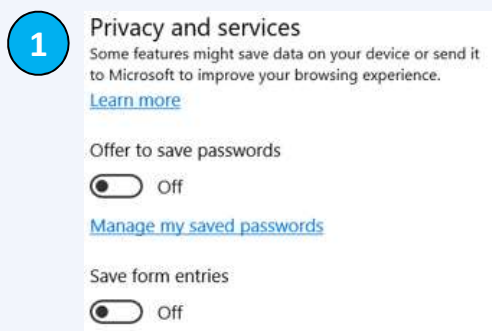 1
Privacy and services
Some features might save data on your device or send it
to Microsoft to improve your browsing experience.
Learn more
Offer to save passwords
Off
Manage my saved passwords
Save form entries
Off